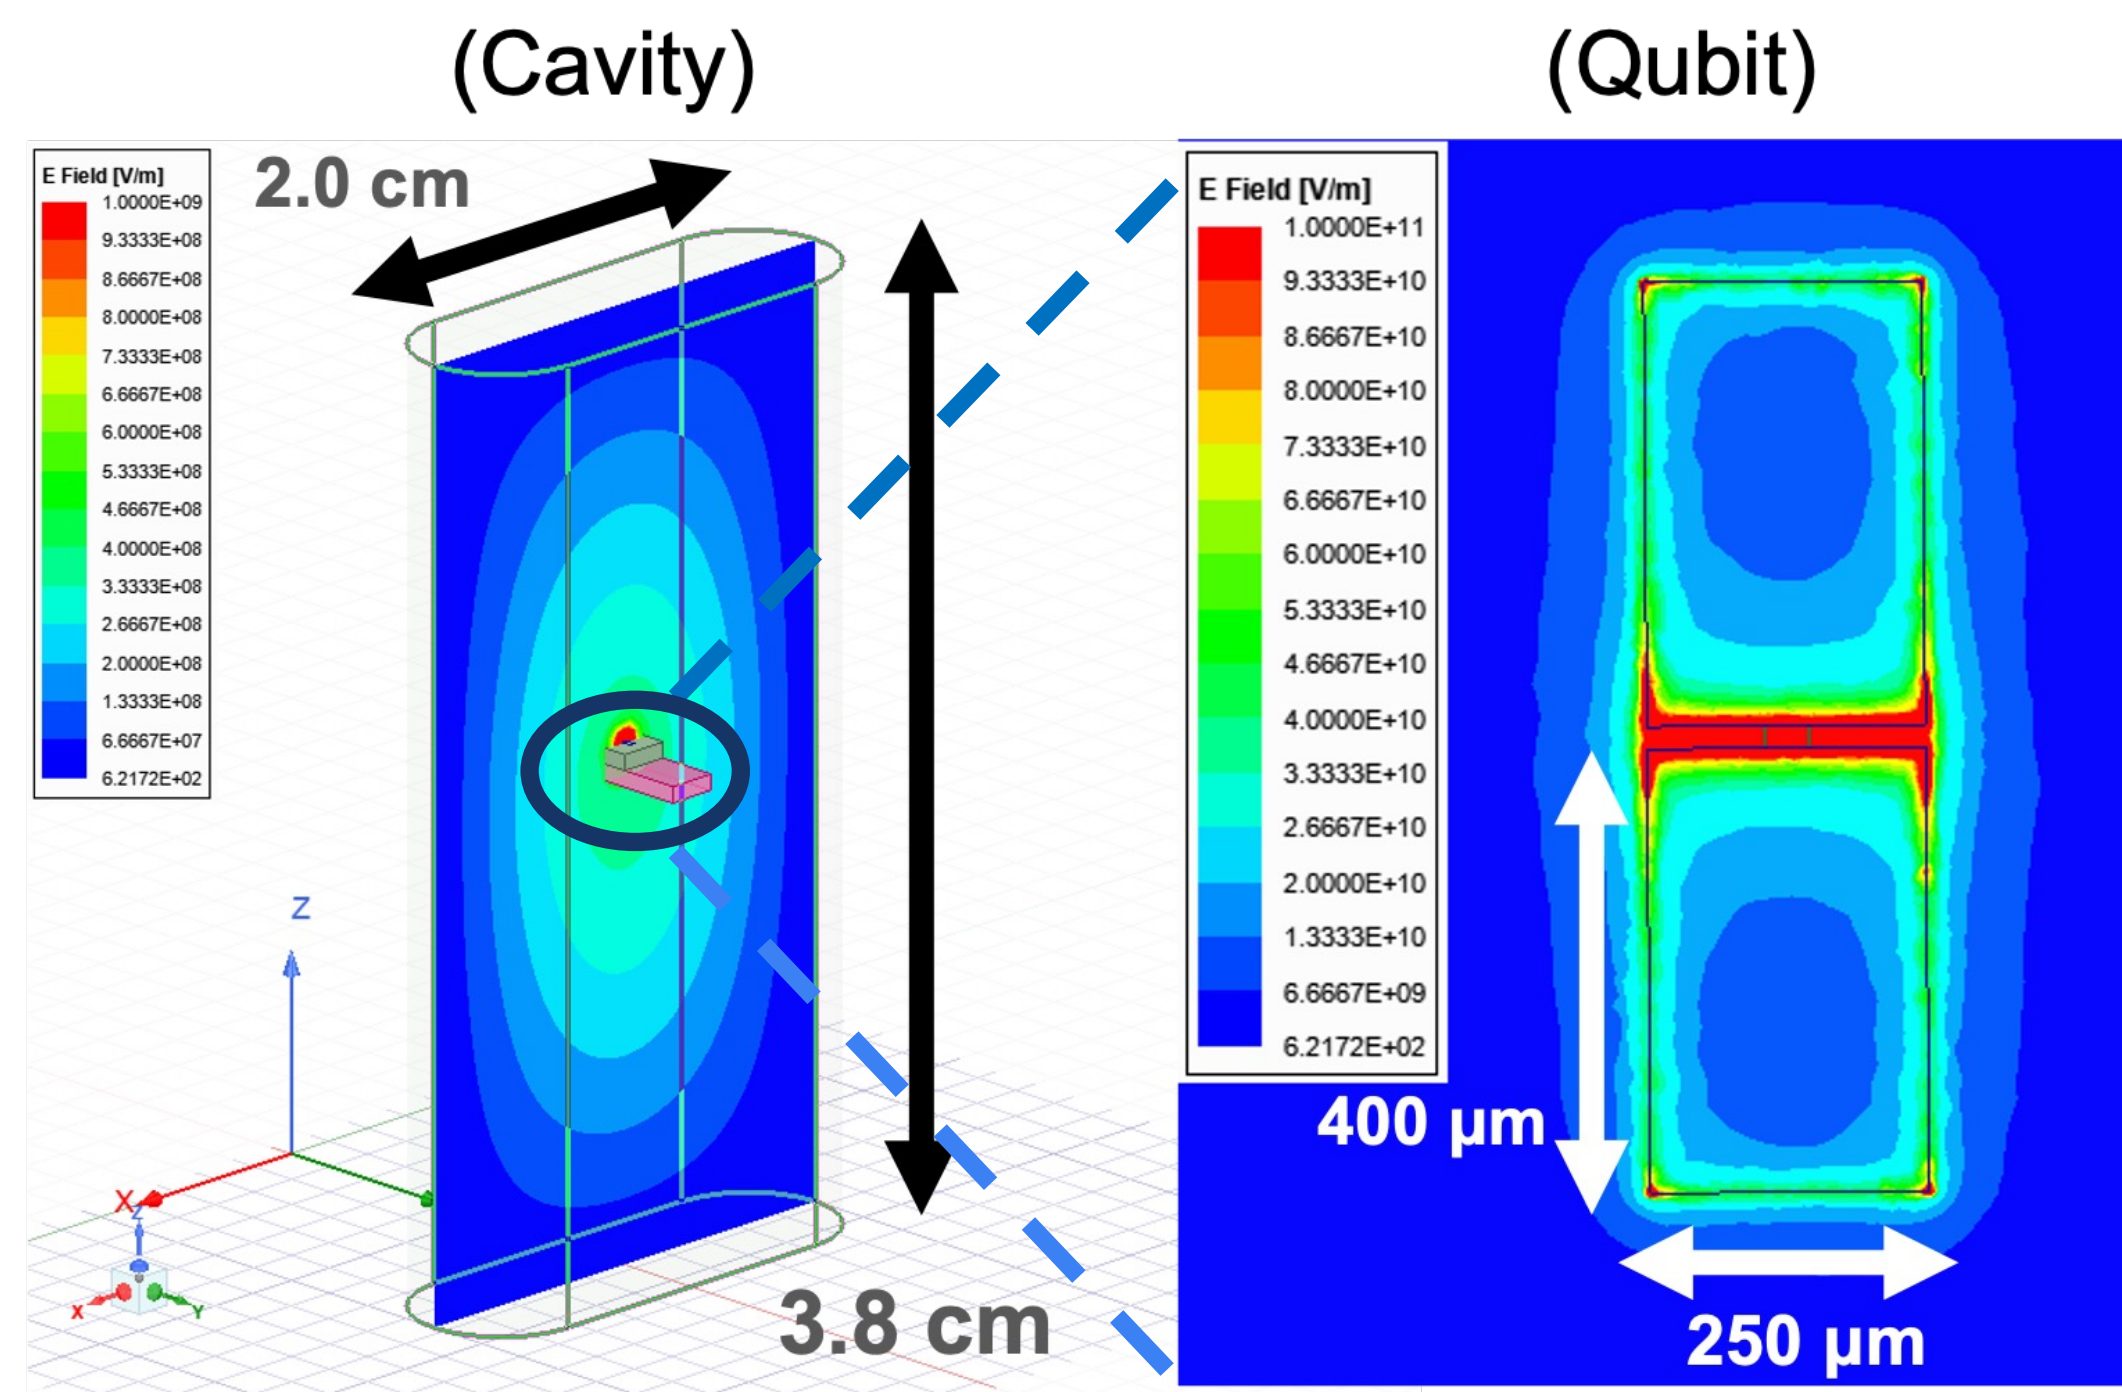 (Cavity)
(Qubit)
E Field [V/m]
1.0000E+09
9.3333E+08
8.6667E+08
8.0000E+08
7.3333E+08
6.6667E+08
6.0000E+08
5.3333E+08
4.6667E+08
4.0000E+08
3.3333E+08
2.6667E+08
2.0000E+08
1.3333E+08
6.6667E+07
6.2172E+02
2.0 cm
3.8 cm
Z
X
Z
X
Y
E Field [V/m]
1.0000E+11
9.3333E+10
8.6667E+10
8.0000E+10
7.3333E+10
6.6667E+10
6.0000E+10
5.3333E+10
4.6667E+10
4.0000E+10
3.3333E+10
2.6667E+10
2.0000E+10
1.3333E+10
6.6667E+09
6.2172E+02
400 μm
250 μm